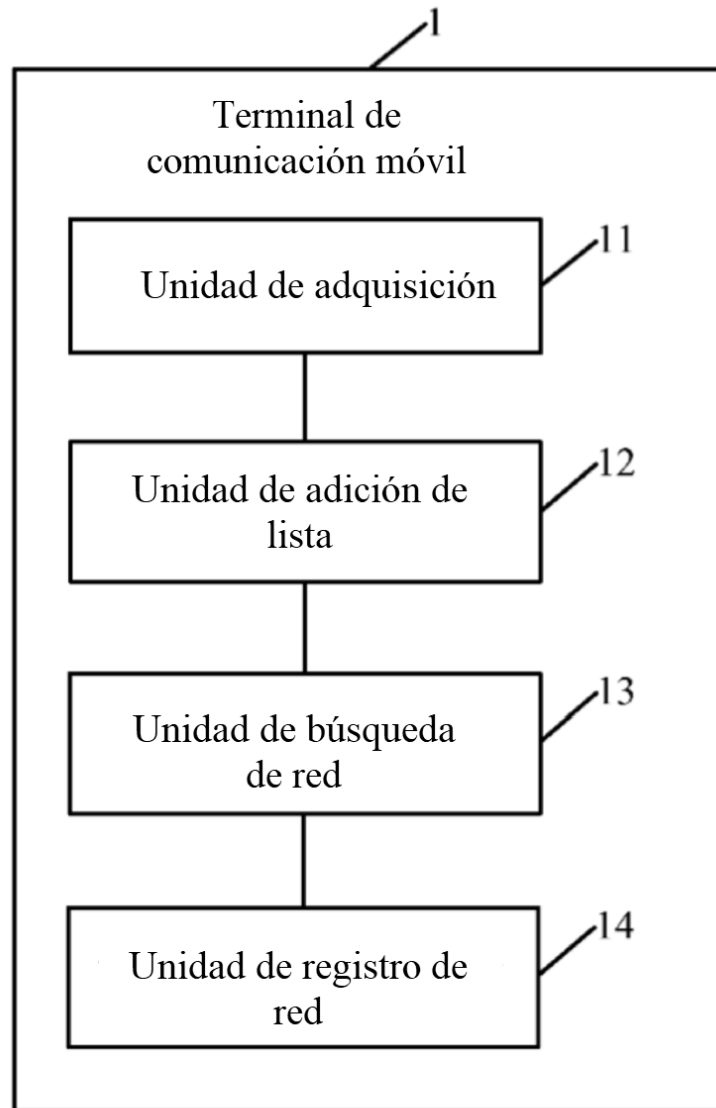 1
Terminal de
comunicación móvil
11
Unidad de adquisición
12
Unidad de adición de
lista
13
Unidad de búsqueda
de red
14
Unidad de registro de
red